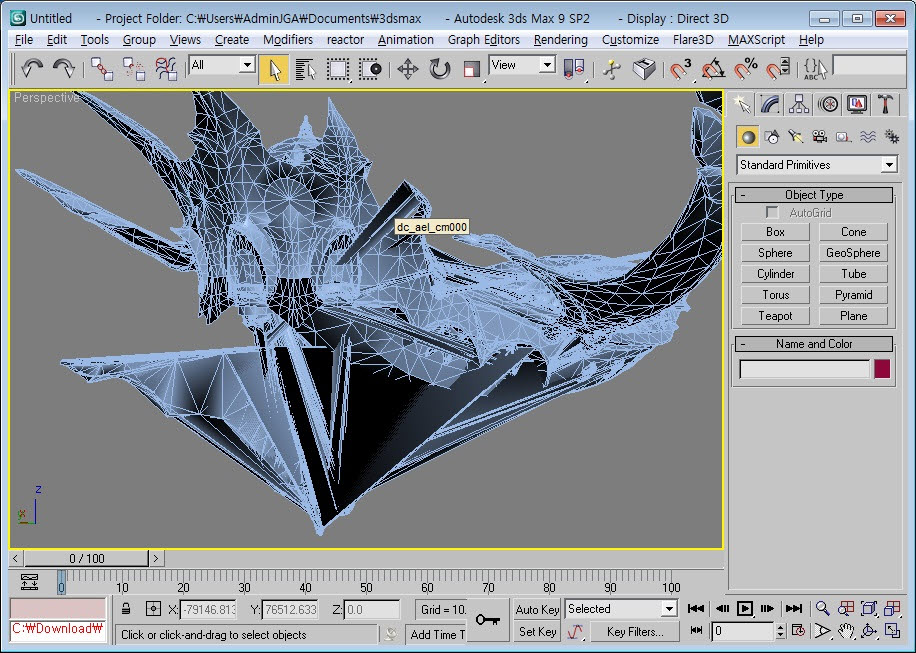 Untitled - Project Folder: C:₩Users₩AdminJGA₩Documents₩3dsmax - Autodesk 3ds Max 9 SP2 - Display : Direct 3D
File Edit Tools Group Views Create Modifiers reactor Animation Graph Editors Rendering Customize Flare3D MAXScript Help
All View 3 % ABC
Perspective
Standard Primitives
- Object Type
AutoGrid
Box Cone
dc_ael_cm000
Sphere GeoSphere
Cylinder Tube
Torus Pyramid
Teapot Plane
- Name and Color
z
x
< 0 / 100 >
0 10 20 30 40 50 60 70 80 90 100
X: -79146.813 Y: 76512.633 Z: 0.0 Grid = 10. Auto Key Selected
C:₩Download₩ Click or click-and-drag to select objects Add Time T Set Key Key Filters... 0